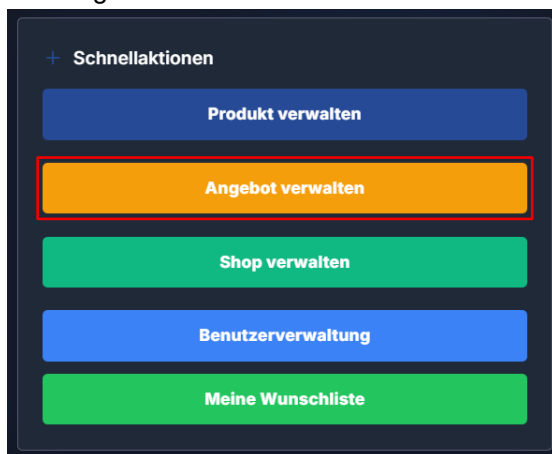 + Schnellaktionen
Produkt verwalten
Angebot verwalten
Shop verwalten
Benutzerverwaltung
Meine Wunschliste